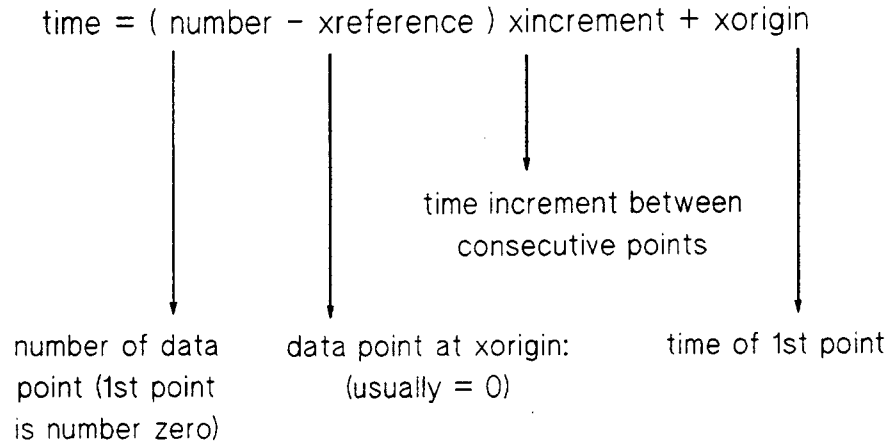 time = ( number - xreference ) xincrement + xorigin
time increment between
consecutive points
number of data
point (1st point
is number zero)
data point at xorigin:
(usually = 0)
time of 1st point